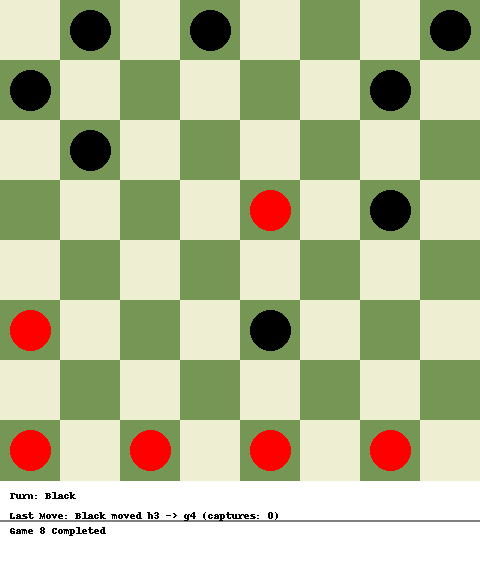 Turn: Black
Last Move: Black moved h3 -> g4 (captures: 0)
Game 8 Completed